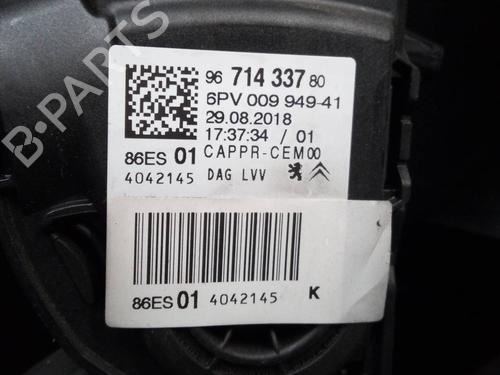 B-PARTS
96 714 337 80
6PV 009 949-41
29.08.2018
17:37:34 / 01
86ES 01 CAPPR-CEM00
4042145 DAG LVV
86ES 01 4042145 K